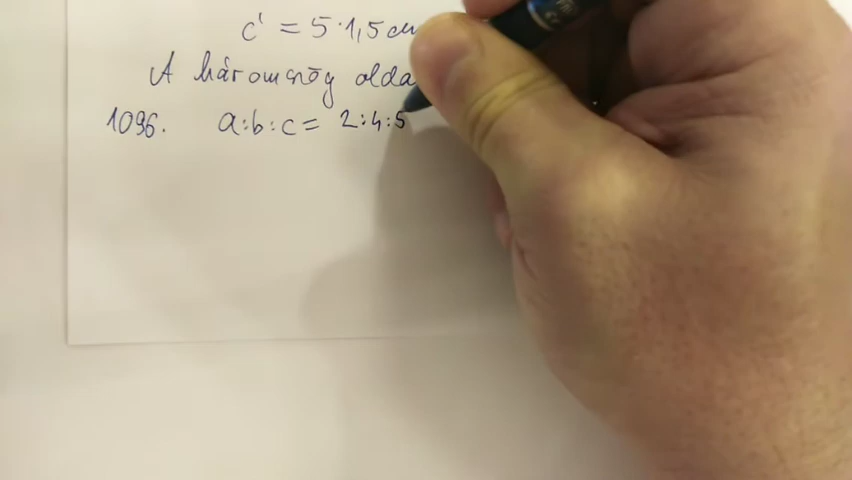 c' = 5·1,5 cm
A háromszög olda
1096. a:b:c = 2:4:5